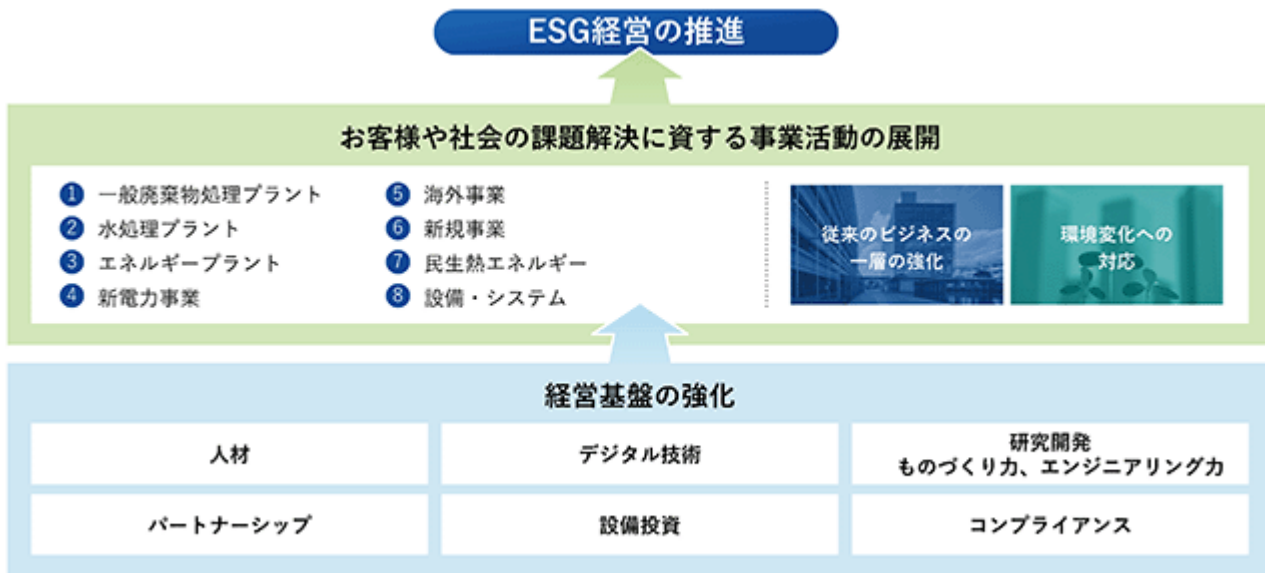 ESG経営の推進
お客様や社会の課題解決に資する事業活動の展開
1 一般廃棄物処理プラント
2 水処理プラント
3 エネルギープラント
4 新電力事業
5 海外事業
6 新規事業
7 民生熱エネルギー
8 設備・システム
従来のビジネスの
一層の強化
環境変化への
対応
経営基盤の強化
人材
デジタル技術
研究開発
ものづくり力、エンジニアリング力
パートナーシップ
設備投資
コンプライアンス